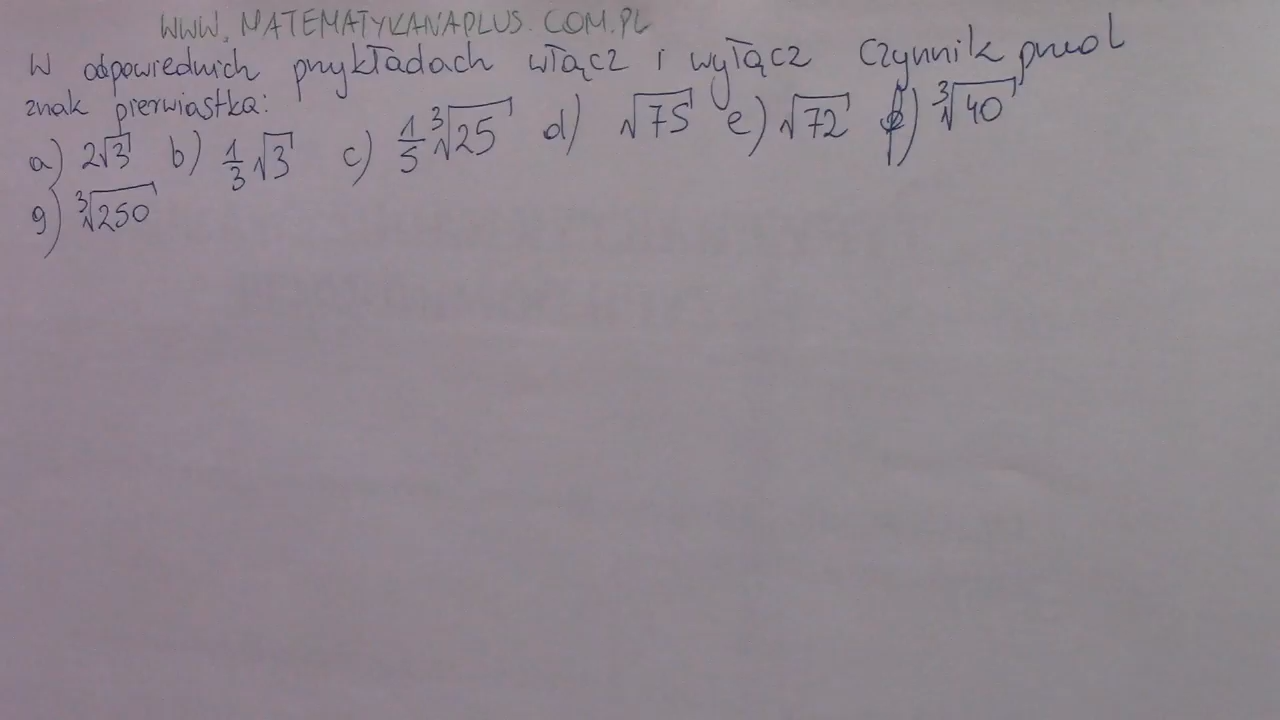 WWW.MATEMATYKANAPLUS.COM.PL
W odpowiednich przykładach włącz i wyłącz czynnik przed
znak pierwiastka:
a) 2√3 b) 1/3 √3 c) 1/5 ∛25 d) √75 e) √72 f) ∛40
g) ∛250